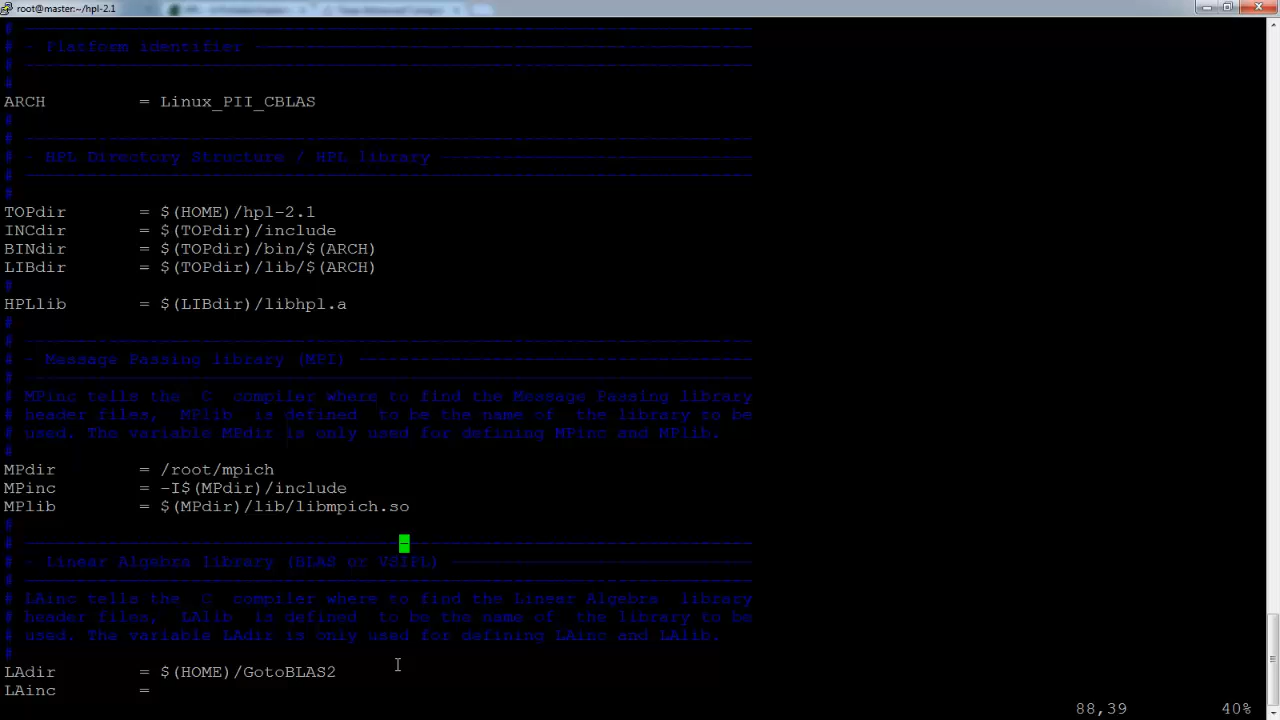 root@master:~/hpl-2.1
# ----------------------------------------------------------------------
# - Platform identifier ------------------------------------------------
# ----------------------------------------------------------------------
#
ARCH         = Linux_PII_CBLAS
#
# ----------------------------------------------------------------------
# - HPL Directory Structure / HPL library ------------------------------
# ----------------------------------------------------------------------
#
TOPdir       = $(HOME)/hpl-2.1
INCdir       = $(TOPdir)/include
BINdir       = $(TOPdir)/bin/$(ARCH)
LIBdir       = $(TOPdir)/lib/$(ARCH)
#
HPLlib       = $(LIBdir)/libhpl.a
#
# ----------------------------------------------------------------------
# - Message Passing library (MPI) --------------------------------------
# ----------------------------------------------------------------------
# MPinc tells the  C  compiler where to find the Message Passing library
# header files,  MPlib  is defined  to be the name of  the library to be
# used. The variable MPdir is only used for defining MPinc and MPlib.
#
MPdir        = /root/mpich
MPinc        = -I$(MPdir)/include
MPlib        = $(MPdir)/lib/libmpich.so
#
# ----------------------------------------------------------------------
# - Linear Algebra library (BLAS or VSIPL) -----------------------------
# ----------------------------------------------------------------------
# LAinc tells the  C  compiler where to find the Linear Algebra  library
# header files,  LAlib  is defined  to be the name of  the library to be
# used. The variable LAdir is only used for defining LAinc and LAlib.
#
LAdir        = $(HOME)/GotoBLAS2
LAinc        =
88,39 40%